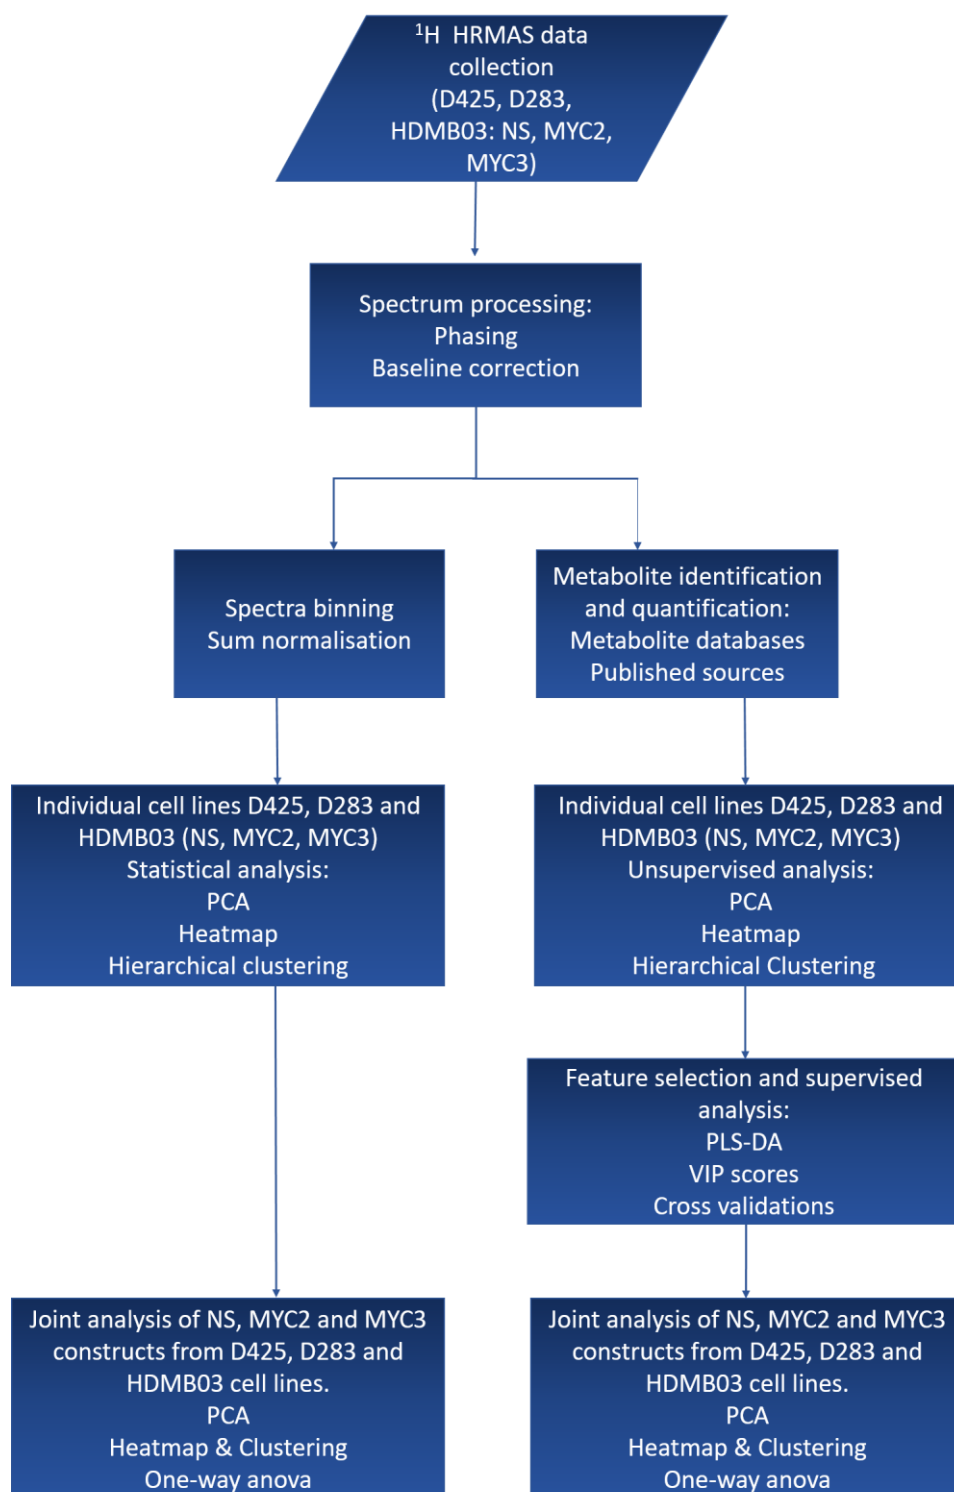 ¹H HRMAS data
collection
(D425, D283,
HDMB03: NS, MYC2,
MYC3)
Spectrum processing:
Phasing
Baseline correction
Spectra binning
Sum normalisation
Metabolite identification
and quantification:
Metabolite databases
Published sources
Individual cell lines D425, D283 and
HDMB03 (NS, MYC2, MYC3)
Statistical analysis:
PCA
Heatmap
Hierarchical clustering
Individual cell lines D425, D283 and
HDMB03 (NS, MYC2, MYC3)
Unsupervised analysis:
PCA
Heatmap
Hierarchical Clustering
Feature selection and supervised
analysis:
PLS-DA
VIP scores
Cross validations
Joint analysis of NS, MYC2 and MYC3
constructs from D425, D283 and
HDMB03 cell lines.
PCA
Heatmap & Clustering
One-way anova
Joint analysis of NS, MYC2 and MYC3
constructs from D425, D283 and
HDMB03 cell lines.
PCA
Heatmap & Clustering
One-way anova